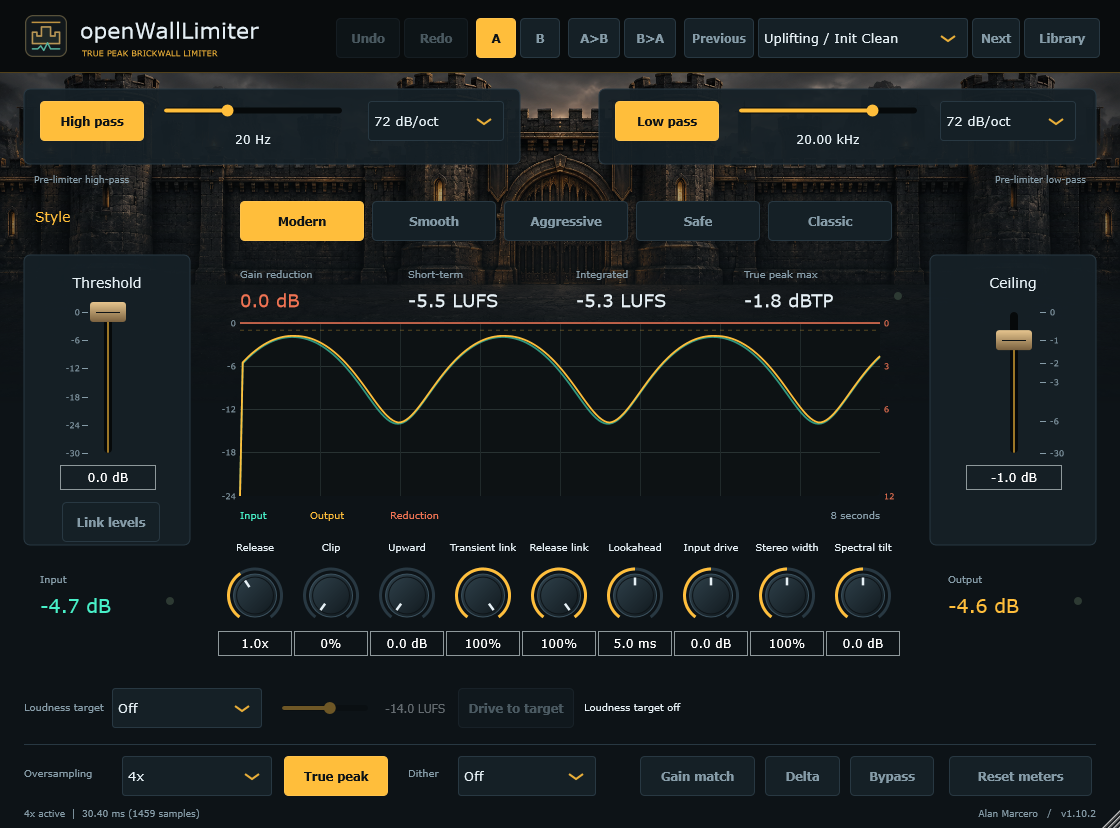 openWallLimiter
TRUE PEAK BRICKWALL LIMITER
Undo Redo A B A>B B>A Previous Uplifting / Init Clean Next Library
High pass 20 Hz 72 dB/oct
Low pass 20.00 kHz 72 dB/oct
Pre-limiter high-pass
Pre-limiter low-pass
Style Modern Smooth Aggressive Safe Classic
Threshold
0
-6
-12
-18
-24
-30
0.0 dB
Link levels
Gain reduction Short-term Integrated True peak max
0.0 dB -5.5 LUFS -5.3 LUFS -1.8 dBTP
0 0
-6 3
-12 6
-18
-24 12
Input Output Reduction 8 seconds
Ceiling
0
-1
-2
-3
-6
-30
-1.0 dB
Release Clip Upward Transient link Release link Lookahead Input drive Stereo width Spectral tilt
1.0x 0% 0.0 dB 100% 100% 5.0 ms 0.0 dB 100% 0.0 dB
Input
-4.7 dB
Output
-4.6 dB
Loudness target Off -14.0 LUFS Drive to target Loudness target off
Oversampling 4x True peak Dither Off Gain match Delta Bypass Reset meters
4x active | 30.40 ms (1459 samples)
Alan Marcero / v1.10.2